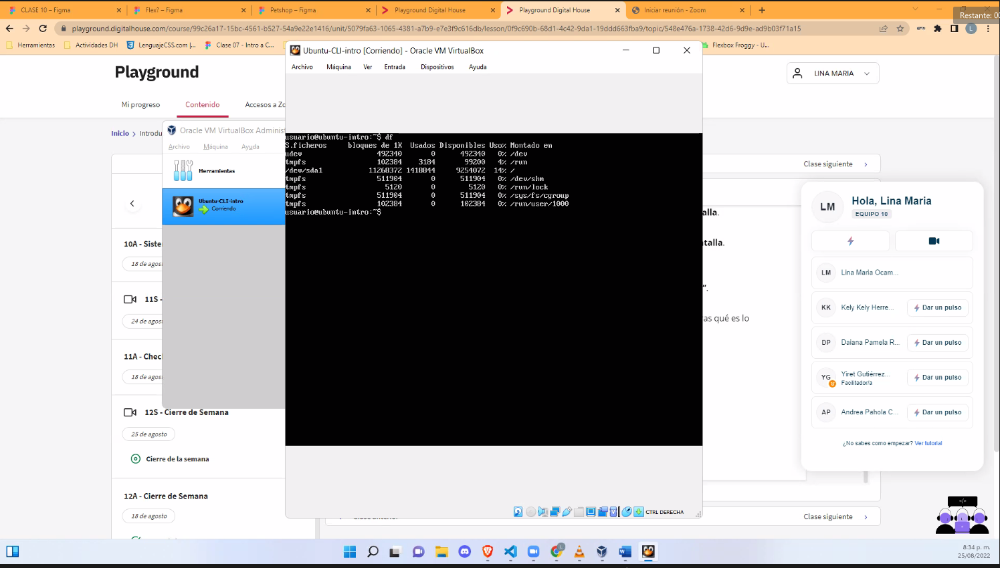 CLASE 10 – Figma
Flex? – Figma
Petshop – Figma
Playground Digital House
Playground Digital House
Iniciar reunión - Zoom
Restante: 00
playground.digitalhouse.com/course/99c26a17-15bc-4561-b527-54a9e22e1416/unit/5079fa63-1065-4381-a7b9-e7e3f9c616db/lesson/0f9c690b-68d1-4c42-9da1-19ddd663fba9/topic/548e476a-1738-42d6-9d9e-ad9b03f71a15
L
Herramientas
Actividades DH
LenguajeCSS.com |...
Clase 07 - Intro a C...
Flexbox Froggy - U...
Ubuntu-CLI-intro [Corriendo] - Oracle VM VirtualBox
Archivo Máquina Ver Entrada Dispositivos Ayuda
Playground
LINA MARIA
Mi progreso
Contenido
Accesos a Zo
Inicio > Introdu
Oracle VM VirtualBox Adminis
Archivo Máquina Ayuda
Herramientas
Ubuntu-CLI-intro
Corriendo
usuario@ubuntu-intro:~$ df
S.ficheros bloques de 1K Usados Disponibles Uso% Montado en
udev 492340 0 492340 0% /dev
tmpfs 102384 3184 99200 4% /run
/dev/sda1 11268372 1418844 9254072 14% /
tmpfs 511904 0 511904 0% /dev/shm
tmpfs 5120 0 5120 0% /run/lock
tmpfs 511904 0 511904 0% /sys/fs/cgroup
tmpfs 102384 0 102384 0% /run/user/1000
usuario@ubuntu-intro:~$
CTRL DERECHA
10A - Siste
18 de agost
11S -
24 de agost
11A - Chec
18 de agost
12S - Cierre de Semana
25 de agosto
Cierre de la semana
12A - Cierre de Semana
18 de agosto
Clase siguiente >
alla.
ntalla.
“.
ras qué es lo
Clase anterior
Clase siguiente >
LM
Hola, Lina Maria
EQUIPO 10
LM Lina Maria Ocam...
KK Kely Kely Herre... Dar un pulso
DP Daiana Pamela R... Dar un pulso
YG Yiret Gutiérrez... Dar un pulso
Facilitador/a
AP Andrea Pahola C... Dar un pulso
¿No sabes como empezar? Ver tutorial
</>
8:34 p. m.
25/08/2022